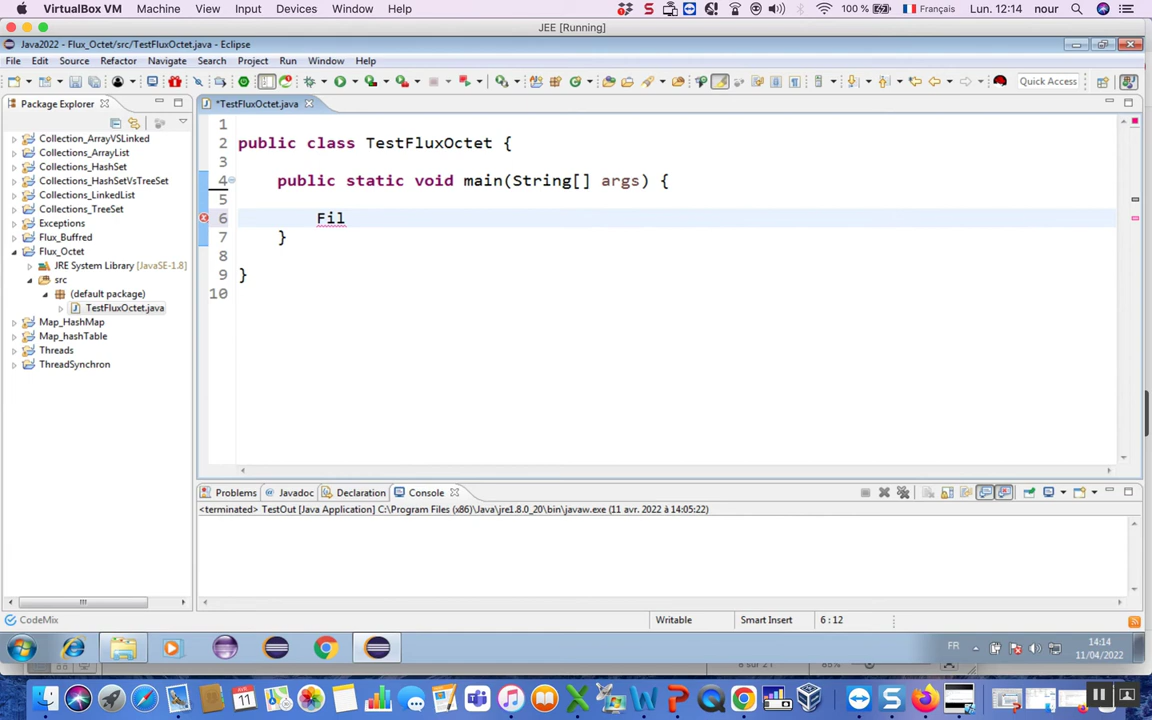 VirtualBox VM Machine View Input Devices Window Help 100 % Français Lun. 12:14 nour
JEE [Running]
Java2022 - Flux_Octet/src/TestFluxOctet.java - Eclipse
File Edit Source Refactor Navigate Search Project Run Window Help
Quick Access
Package Explorer
*TestFluxOctet.java
Collection_ArrayVSLinked
Collections_ArrayList
Collections_HashSet
Collections_HashSetVsTreeSet
Collections_LinkedList
Collections_TreeSet
Exceptions
Flux_Buffred
Flux_Octet
JRE System Library [JavaSE-1.8]
src
(default package)
TestFluxOctet.java
Map_HashMap
Map_hashTable
Threads
ThreadSynchron
1
2 public class TestFluxOctet {
3
4 public static void main(String[] args) {
5
6 Fil
7 }
8
9 }
10
Problems Javadoc Declaration Console
<terminated> TestOut [Java Application] C:\Program Files (x86)\Java\jre1.8.0_20\bin\javaw.exe (11 avr. 2022 à 14:05:22)
CodeMix Writable Smart Insert 6 : 12
FR 14:14
11/04/2022